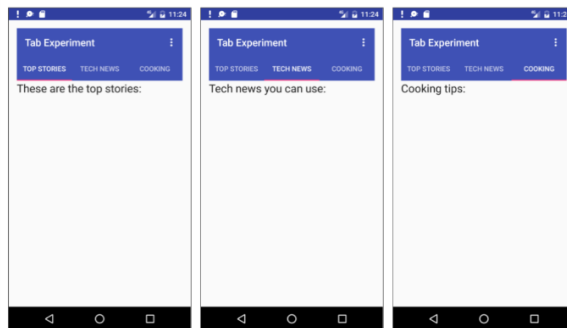 11:24
Tab Experiment
TOP STORIES TECH NEWS COOKING
These are the top stories:
11:24
Tab Experiment
TOP STORIES TECH NEWS COOKING
Tech news you can use:
11:24
Tab Experiment
TOP STORIES TECH NEWS COOKING
Cooking tips: